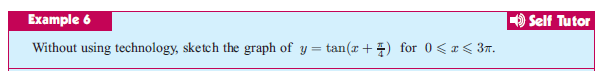 Example 6
Self Tutor
Without using technology, sketch the graph of y = tan(x + π/4) for 0 ⩽ x ⩽ 3π.